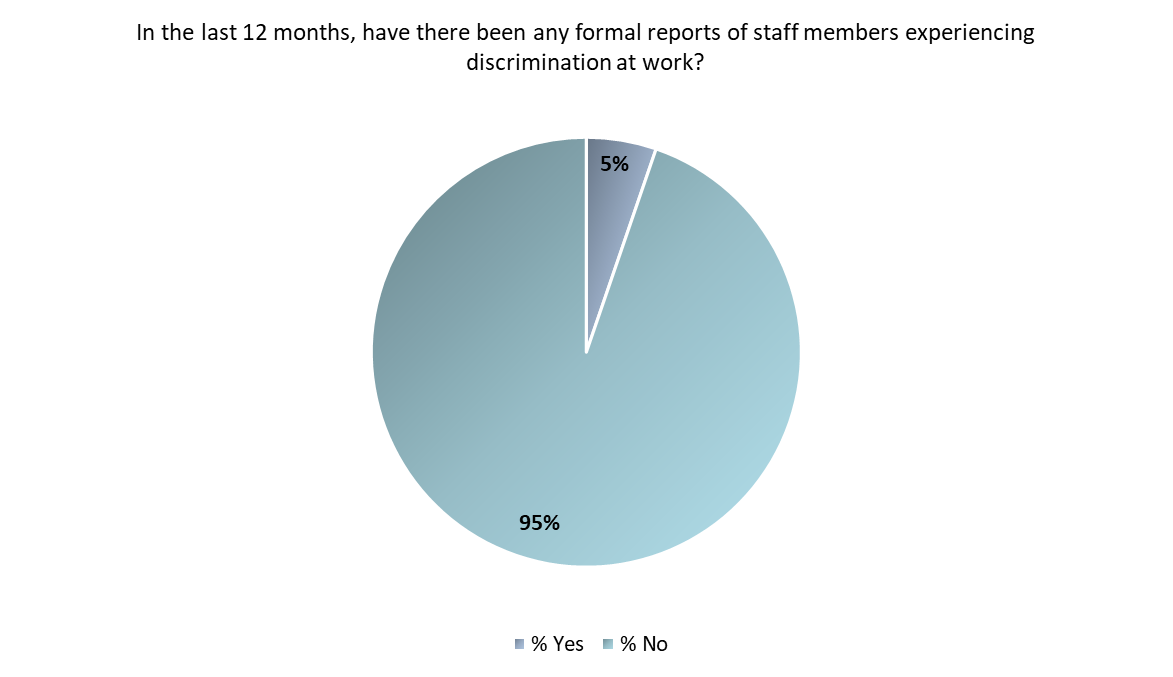 In the last 12 months, have there been any formal reports of staff members experiencing
discrimination at work?
5%
95%
% Yes % No